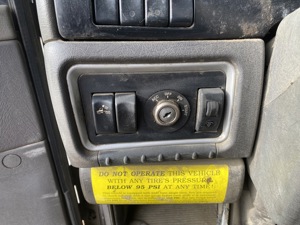 DO NOT OPERATE THIS VEHICLE
WITH ANY TIRE'S PRESSURE
BELOW 95 PSI AT ANY TIME!